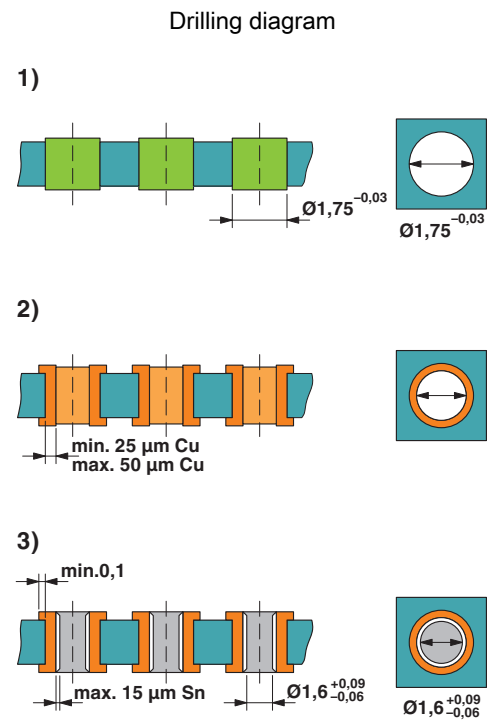 Drilling diagram
1)
Ø1,75 −0,03
Ø1,75 −0,03
2)
min. 25 µm Cu
max. 50 µm Cu
3)
min.0,1
max. 15 µm Sn
Ø1,6 +0,09 −0,06
Ø1,6 +0,09 −0,06